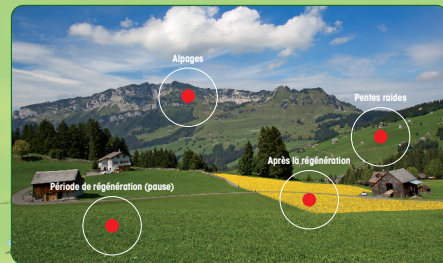 Alpages
Pentes raides
Après la régénération
Période de régénération (pause)